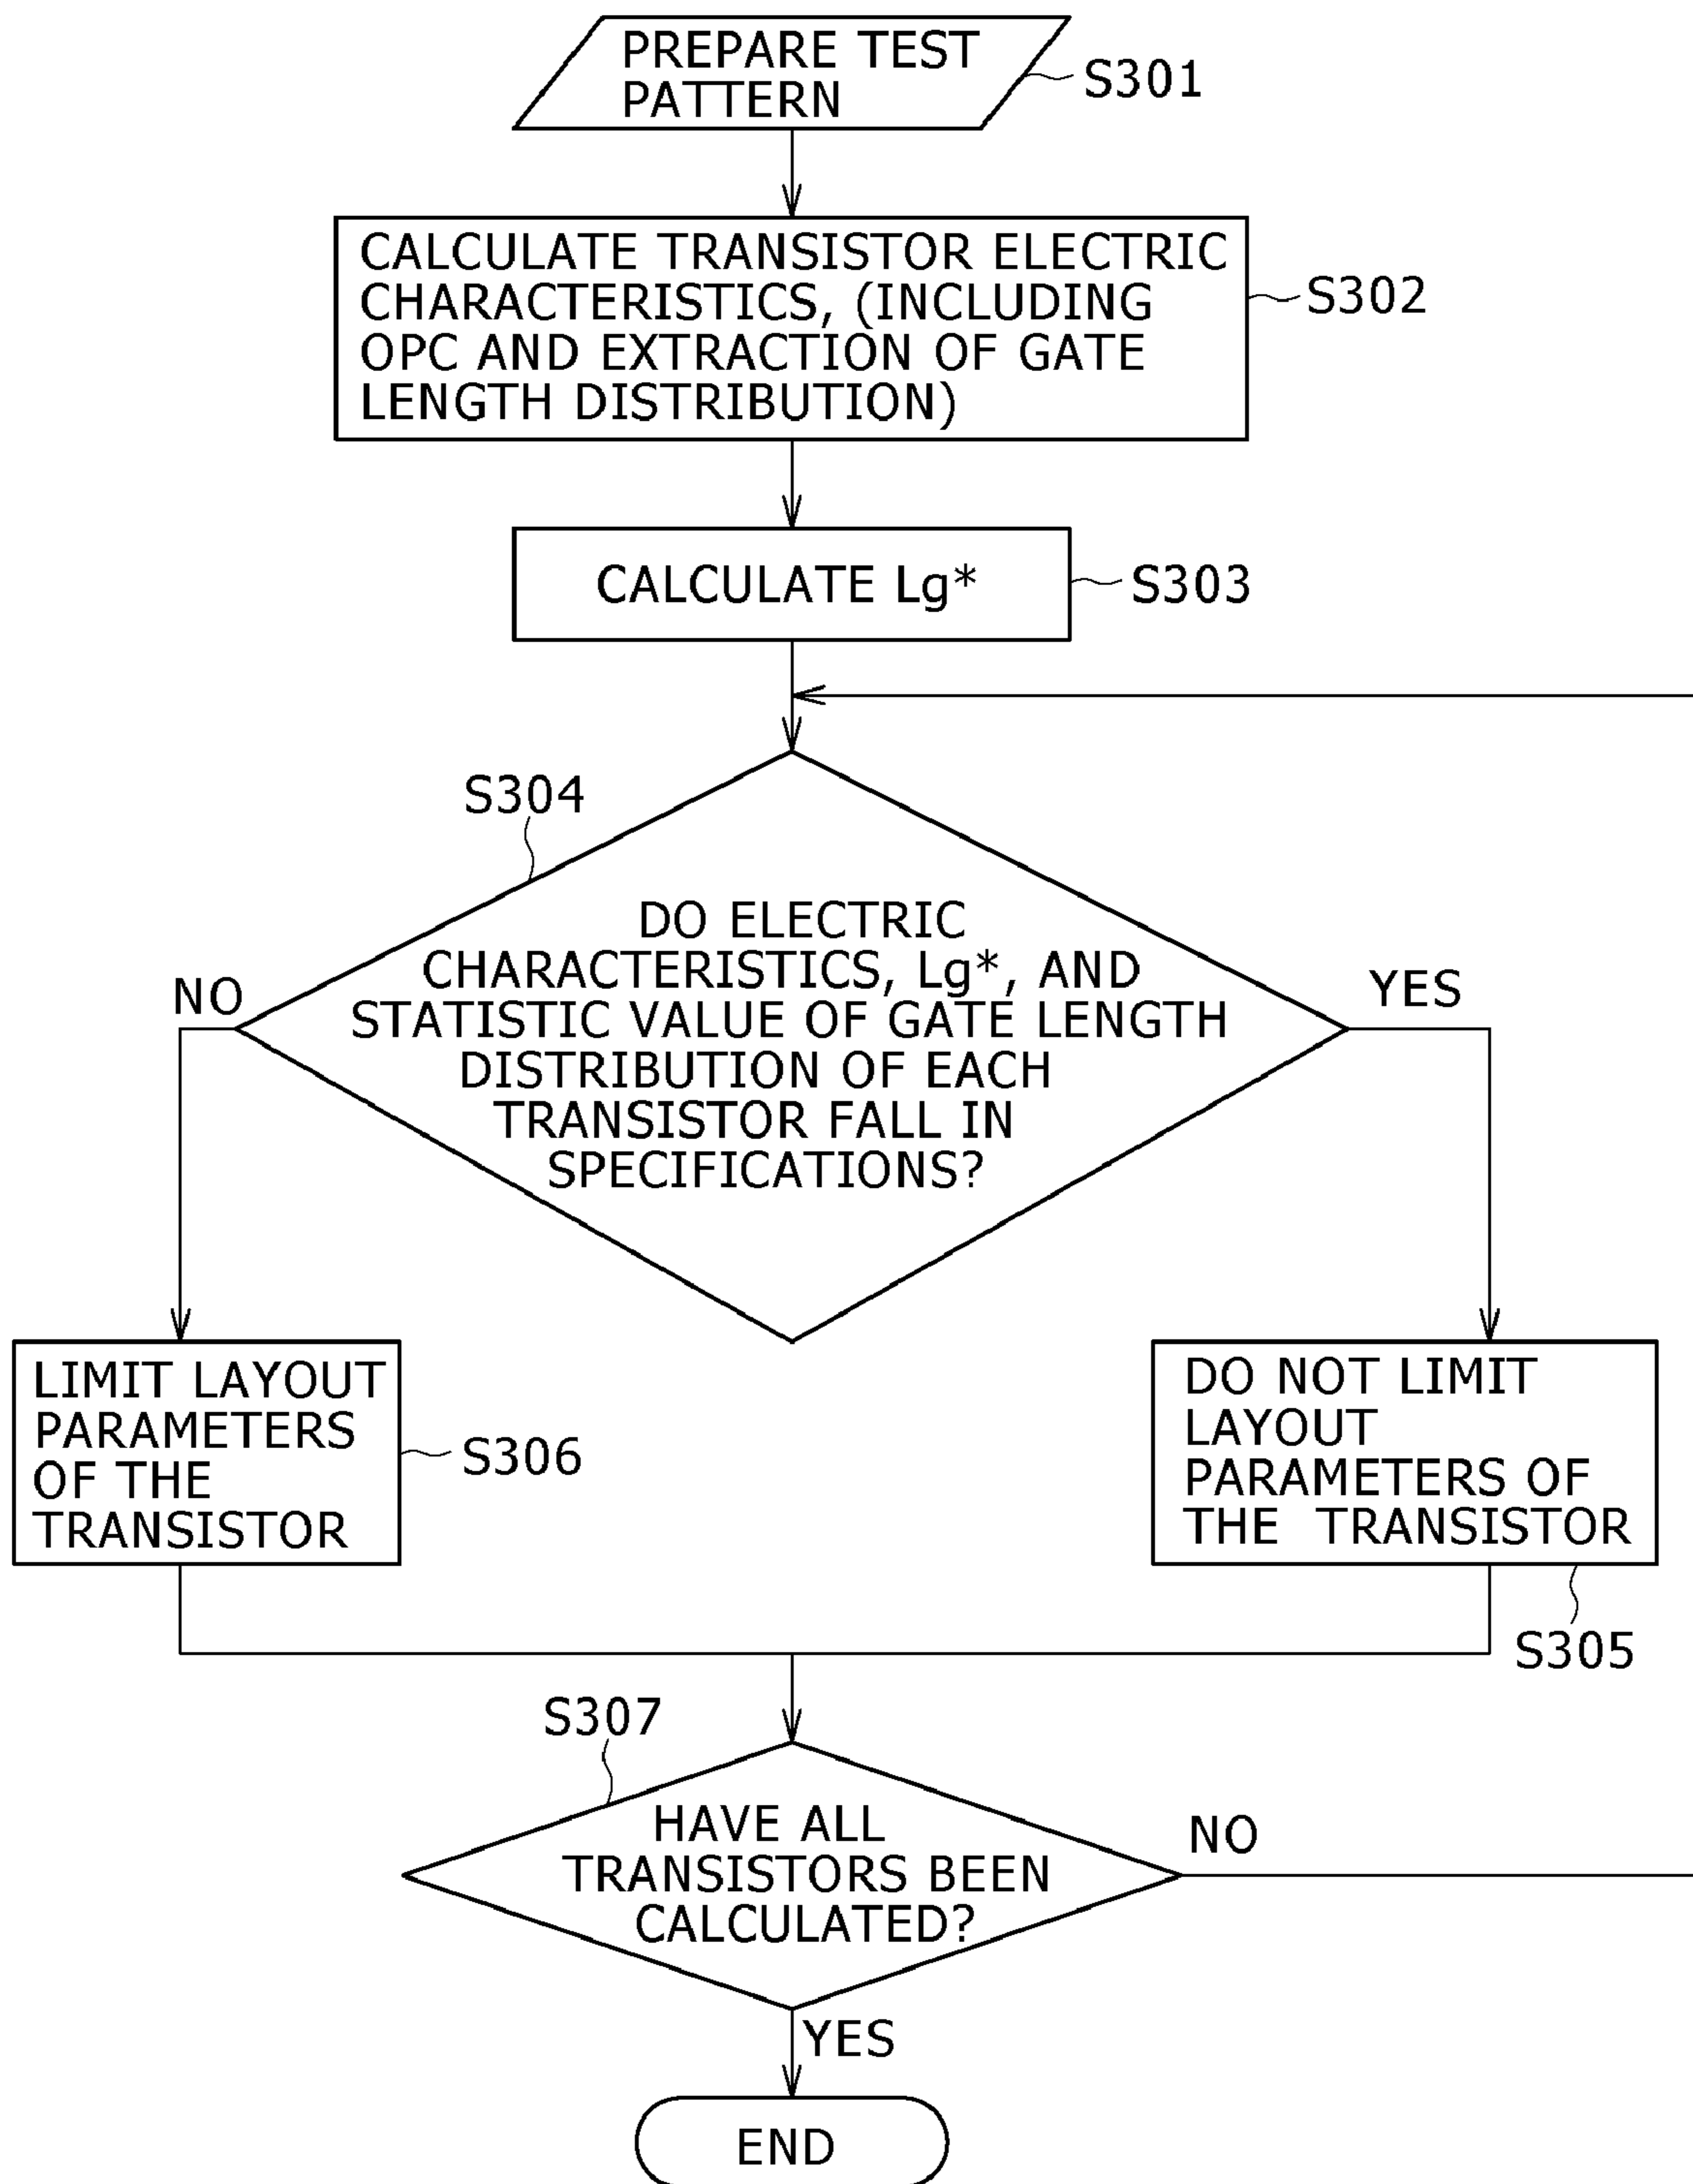 PREPARE TEST
PATTERN
S301
CALCULATE TRANSISTOR ELECTRIC
CHARACTERISTICS, (INCLUDING
OPC AND EXTRACTION OF GATE
LENGTH DISTRIBUTION)
S302
CALCULATE Lg*
S303
S304
DO ELECTRIC
CHARACTERISTICS, Lg*, AND
STATISTIC VALUE OF GATE LENGTH
DISTRIBUTION OF EACH
TRANSISTOR FALL IN
SPECIFICATIONS?
NO
YES
LIMIT LAYOUT
PARAMETERS
OF THE
TRANSISTOR
S306
DO NOT LIMIT
LAYOUT
PARAMETERS OF
THE TRANSISTOR
S305
S307
HAVE ALL
TRANSISTORS BEEN
CALCULATED?
NO
YES
END